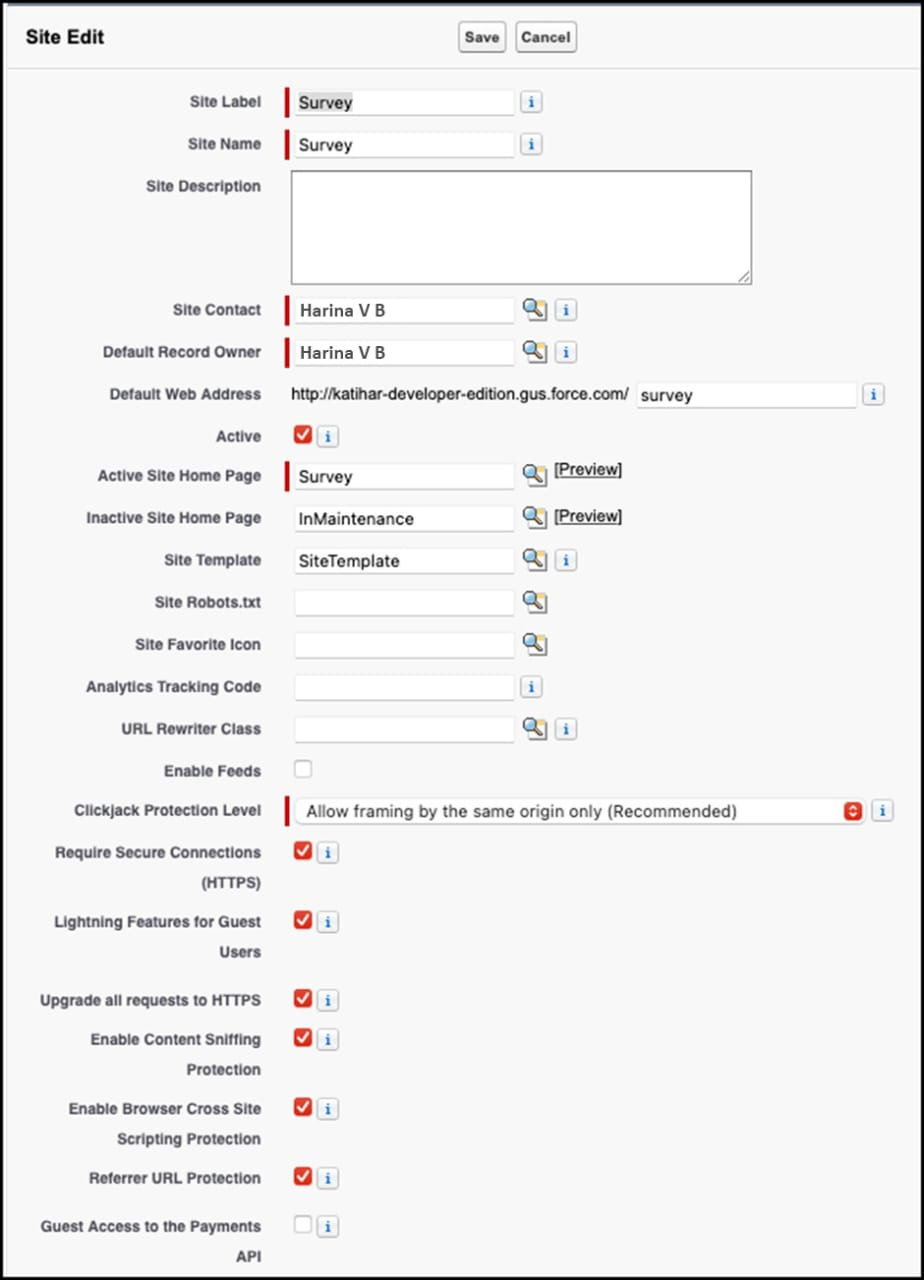 Site Edit Save Cancel
Site Label Survey i
Site Name Survey i
Site Description
Site Contact Harina V B i
Default Record Owner Harina V B i
Default Web Address http://katihar-developer-edition.gus.force.com/ survey i
Active i
Active Site Home Page Survey [Preview]
Inactive Site Home Page InMaintenance [Preview]
Site Template SiteTemplate i
Site Robots.txt
Site Favorite Icon
Analytics Tracking Code i
URL Rewriter Class i
Enable Feeds
Clickjack Protection Level Allow framing by the same origin only (Recommended) i
Require Secure Connections i
(HTTPS)
Lightning Features for Guest i
Users
Upgrade all requests to HTTPS i
Enable Content Sniffing i
Protection
Enable Browser Cross Site i
Scripting Protection
Referrer URL Protection i
Guest Access to the Payments i
API